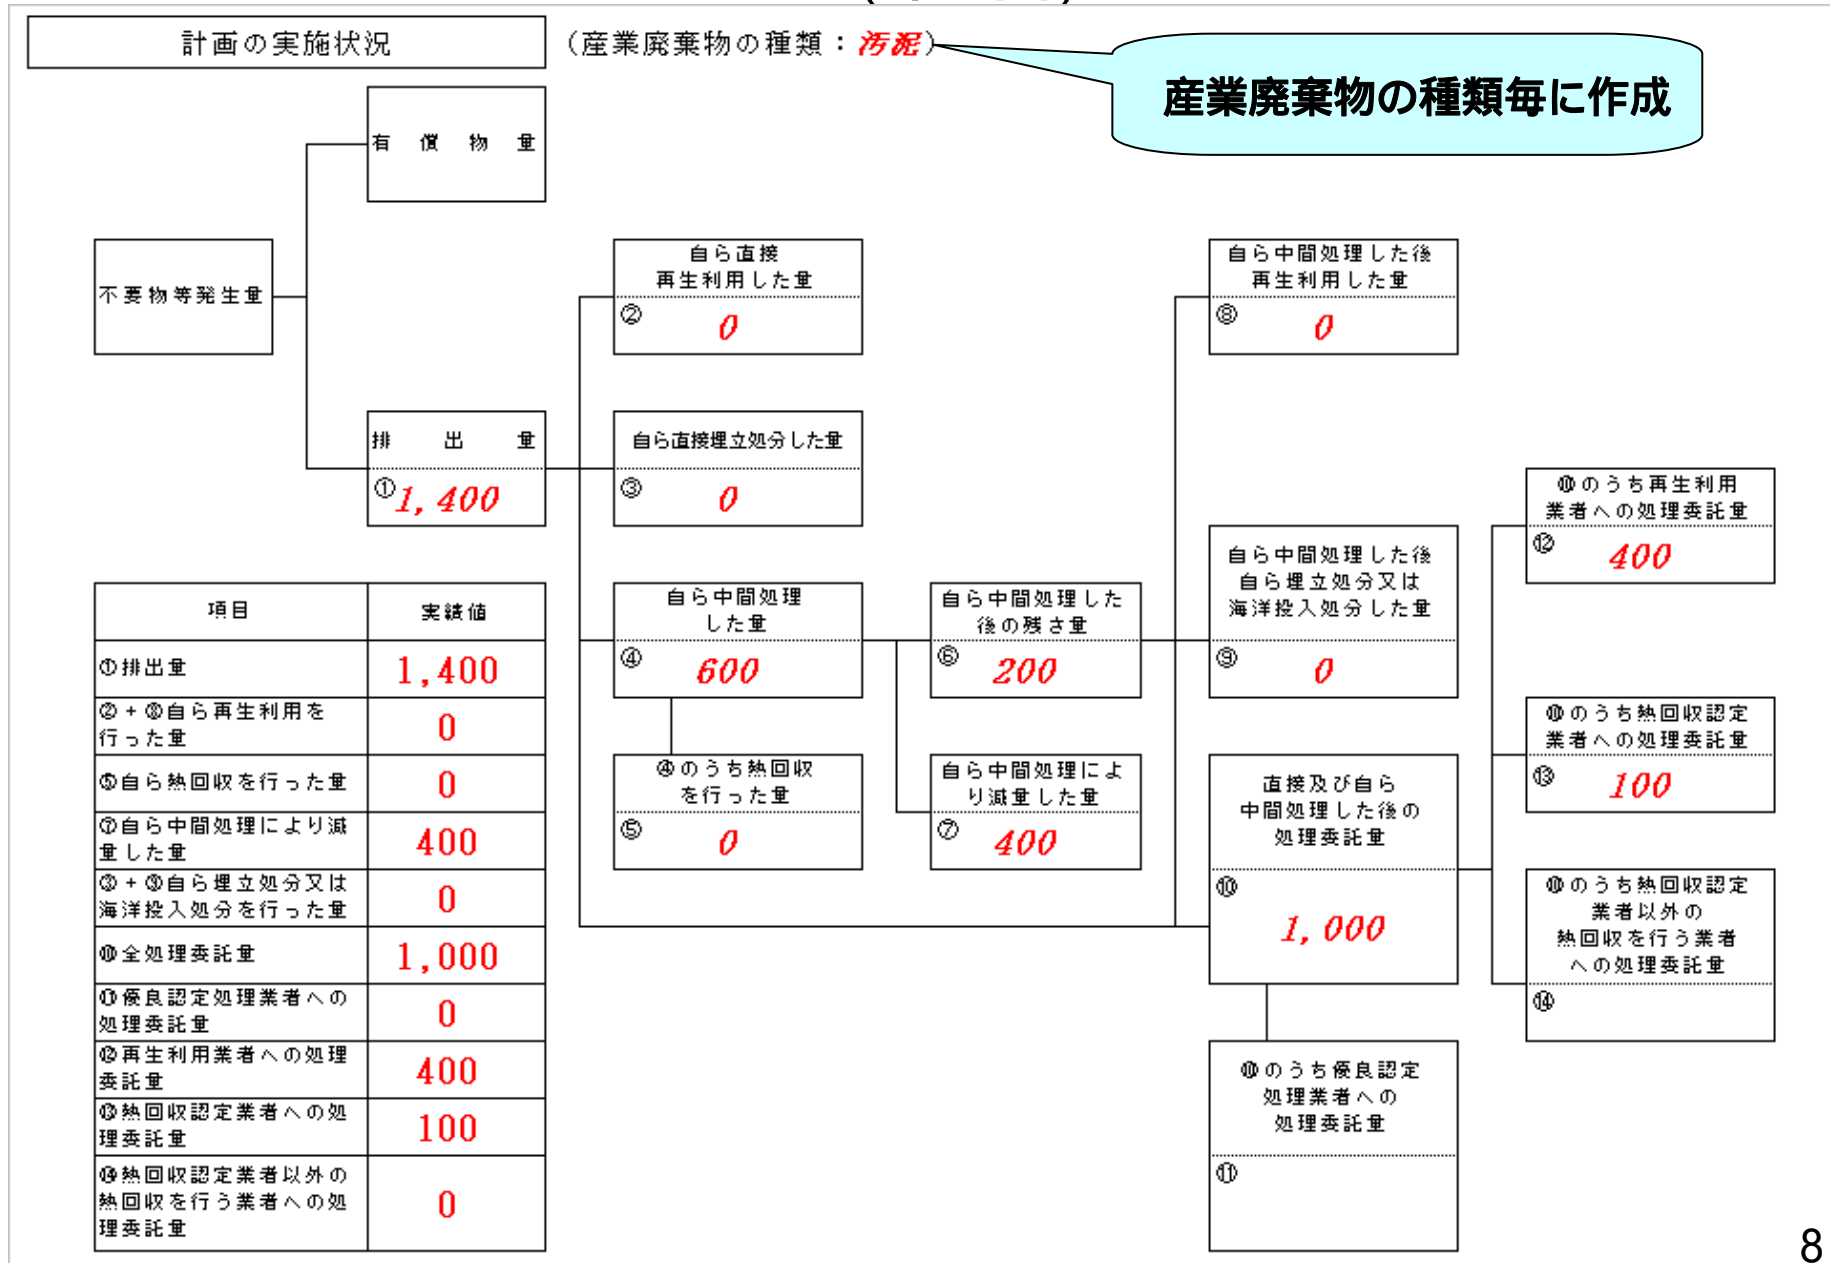 計画の実施状況
（産業廃棄物の種類：汚泥）
産業廃棄物の種類毎に作成
有償物量
不要物等発生量
排出量
①1,400
自ら直接
再生利用した量
②
0
自ら直接埋立処分した量
③
0
自ら中間処理
した量
④
600
④のうち熱回収
を行った量
⑤
0
自ら中間処理した
後の残さ量
⑥
200
自ら中間処理によ
り減量した量
⑦
400
自ら中間処理した後
再生利用した量
⑧
0
自ら中間処理した後
自ら埋立処分又は
海洋投入処分した量
⑨
0
直接及び自ら
中間処理した後の
処理委託量
⑩
1,000
⑩のうち優良認定
処理業者への
処理委託量
⑪
⑩のうち再生利用
業者への処理委託量
⑫
400
⑩のうち熱回収認定
業者への処理委託量
⑬
100
⑩のうち熱回収認定
業者以外の
熱回収を行う業者
への処理委託量
⑭
項目 実績値
①排出量 1,400
②+⑧自ら再生利用を
行った量 0
⑤自ら熱回収を行った量 0
⑦自ら中間処理により減
量した量 400
③+⑨自ら埋立処分又は
海洋投入処分を行った量 0
⑩全処理委託量 1,000
⑪優良認定処理業者への
処理委託量 0
⑫再生利用業者への処理
委託量 400
⑬熱回収認定業者への処
理委託量 100
⑭熱回収認定業者以外の
熱回収を行う業者への処
理委託量 0
8